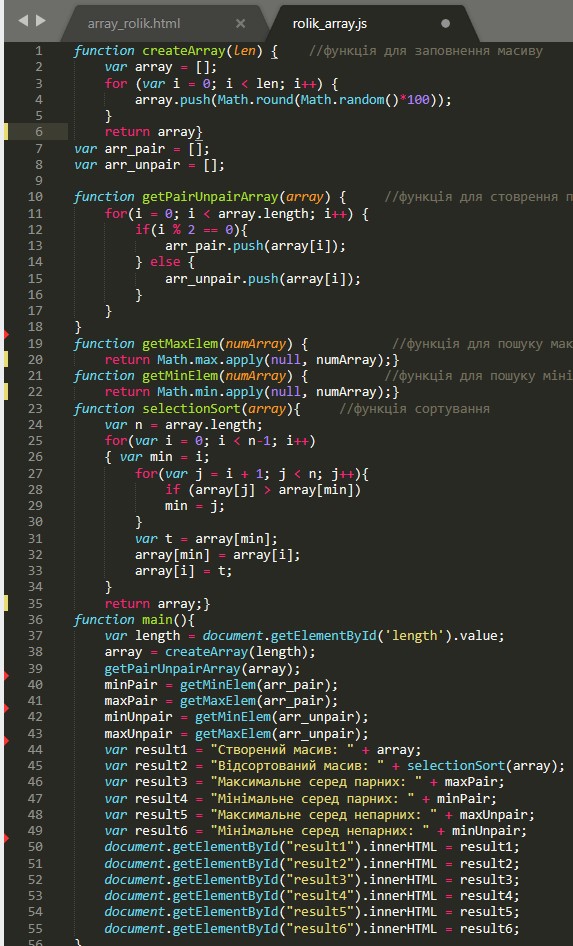 array_rolik.html
rolik_array.js
1 function createArray(len) { //функція для заповнення масиву
2 var array = [];
3 for (var i = 0; i < len; i++) {
4 array.push(Math.round(Math.random()*100));
5 }
6 return array}
7 var arr_pair = [];
8 var arr_unpair = [];
9
10 function getPairUnpairArray(array) { //функція для стоврення п
11 for(i = 0; i < array.length; i++) {
12 if(i % 2 == 0){
13 arr_pair.push(array[i]);
14 } else {
15 arr_unpair.push(array[i]);
16 }
17 }
18 }
19 function getMaxElem(numArray) { //функція для пошуку мак
20 return Math.max.apply(null, numArray);}
21 function getMinElem(numArray) { //функція для пошуку міні
22 return Math.min.apply(null, numArray);}
23 function selectionSort(array){ //функція сортування
24 var n = array.length;
25 for(var i = 0; i < n-1; i++)
26 { var min = i;
27 for(var j = i + 1; j < n; j++){
28 if (array[j] > array[min])
29 min = j;
30 }
31 var t = array[min];
32 array[min] = array[i];
33 array[i] = t;
34 }
35 return array;}
36 function main(){
37 var length = document.getElementById('length').value;
38 array = createArray(length);
39 getPairUnpairArray(array);
40 minPair = getMinElem(arr_pair);
41 maxPair = getMaxElem(arr_pair);
42 minUnpair = getMinElem(arr_unpair);
43 maxUnpair = getMaxElem(arr_unpair);
44 var result1 = "Створений масив: " + array;
45 var result2 = "Відсортований масив: " + selectionSort(array);
46 var result3 = "Максимальне серед парних: " + maxPair;
47 var result4 = "Мінімальне серед парних: " + minPair;
48 var result5 = "Максимальне серед непарних: " + maxUnpair;
49 var result6 = "Мінімальне серед непарних: " + minUnpair;
50 document.getElementById("result1").innerHTML = result1;
51 document.getElementById("result2").innerHTML = result2;
52 document.getElementById("result3").innerHTML = result3;
53 document.getElementById("result4").innerHTML = result4;
54 document.getElementById("result5").innerHTML = result5;
55 document.getElementById("result6").innerHTML = result6;
56 }